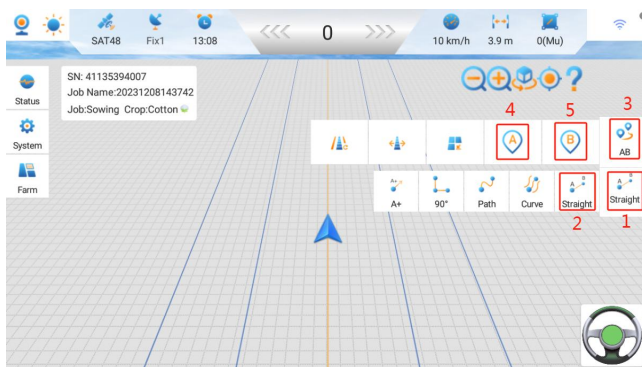 SAT48
Fix1
13:08
0
10 km/h
3.9 m
0(Mu)
Status
System
Farm
SN: 41135394007
Job Name:20231208143742
Job:Sowing Crop:Cotton
?
4
5
3
A
B
AB
A+
A+
90°
Path
Curve
A B
Straight
A B
Straight
2
1